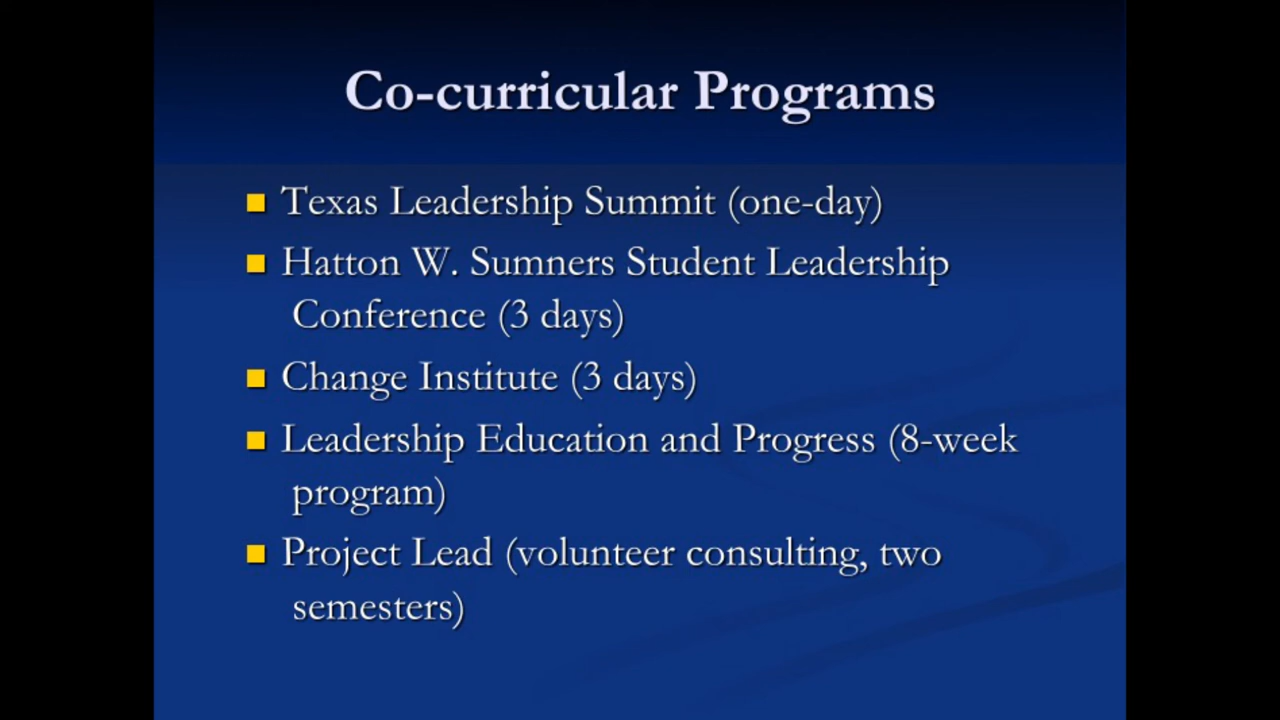 Co-curricular Programs
Texas Leadership Summit (one-day)
Hatton W. Sumners Student Leadership
Conference (3 days)
Change Institute (3 days)
Leadership Education and Progress (8-week
program)
Project Lead (volunteer consulting, two
semesters)